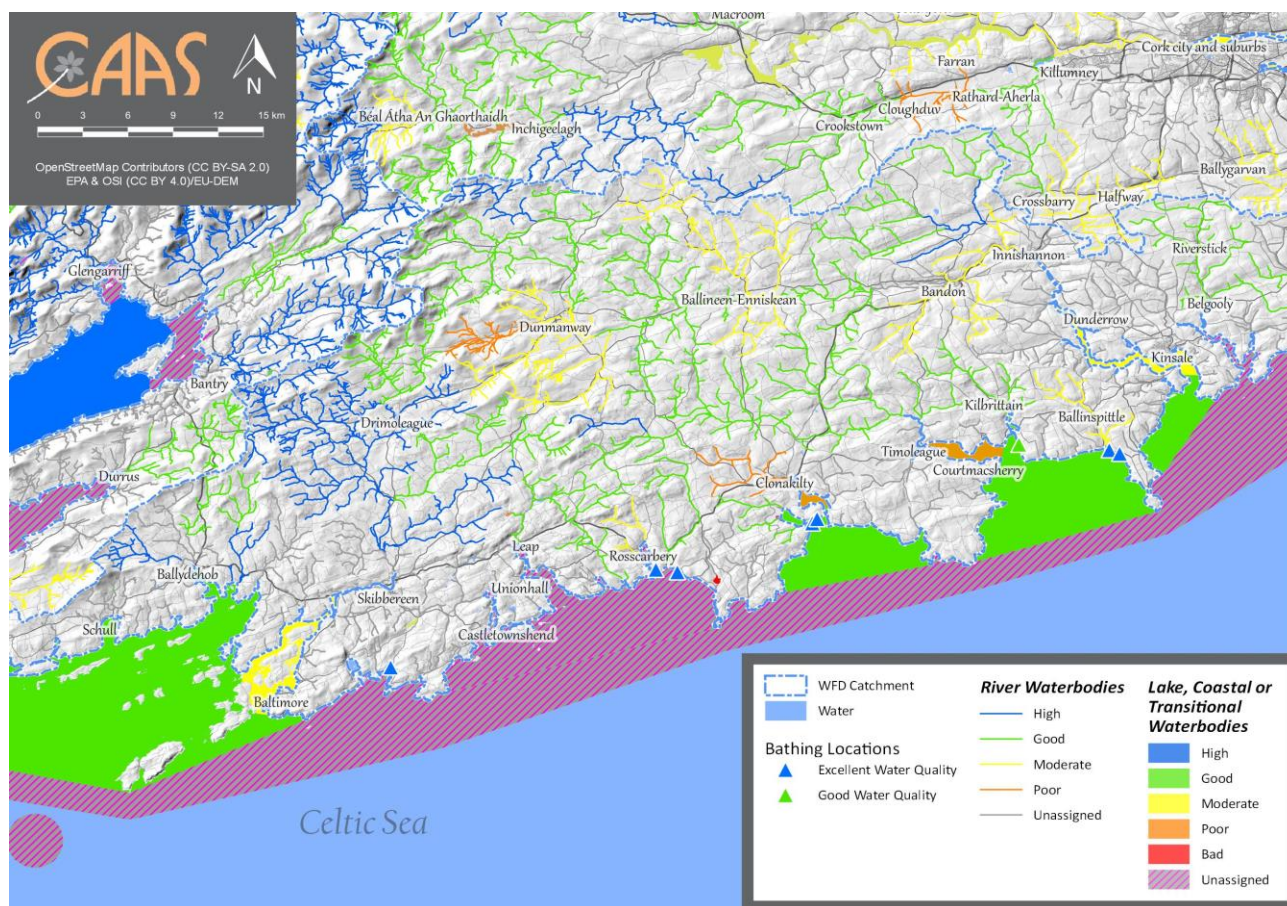 CAAS
N
0 3 6 9 12 15 km
OpenStreetMap Contributors (CC BY-SA 2.0)
EPA & OSI (CC BY 4.0)/EU-DEM
Macroom
Cork city and suburbs
Farran
Killumney
Béal Átha An Ghaorthaidh
Inchigeelagh
Cloughduv
Rathard-Aherla
Crookstown
Ballygarvan
Crossbarry
Halfway
Glengarriff
Innishannon
Riverstick
Ballineen-Enniskean
Bandon
Dunmanway
Belgooly
Dunderrow
Kinsale
Bantry
Drimoleague
Kilbrittain
Ballinspittle
Timoleague
Courtmacsherry
Durrus
Clonakilty
Leap
Rosscarbery
Ballydehob
Unionhall
Skibbereen
Schull
Castletownshend
Baltimore
Celtic Sea
WFD Catchment
Water
Bathing Locations
Excellent Water Quality
Good Water Quality
River Waterbodies
High
Good
Moderate
Poor
Unassigned
Lake, Coastal or
Transitional
Waterbodies
High
Good
Moderate
Poor
Bad
Unassigned